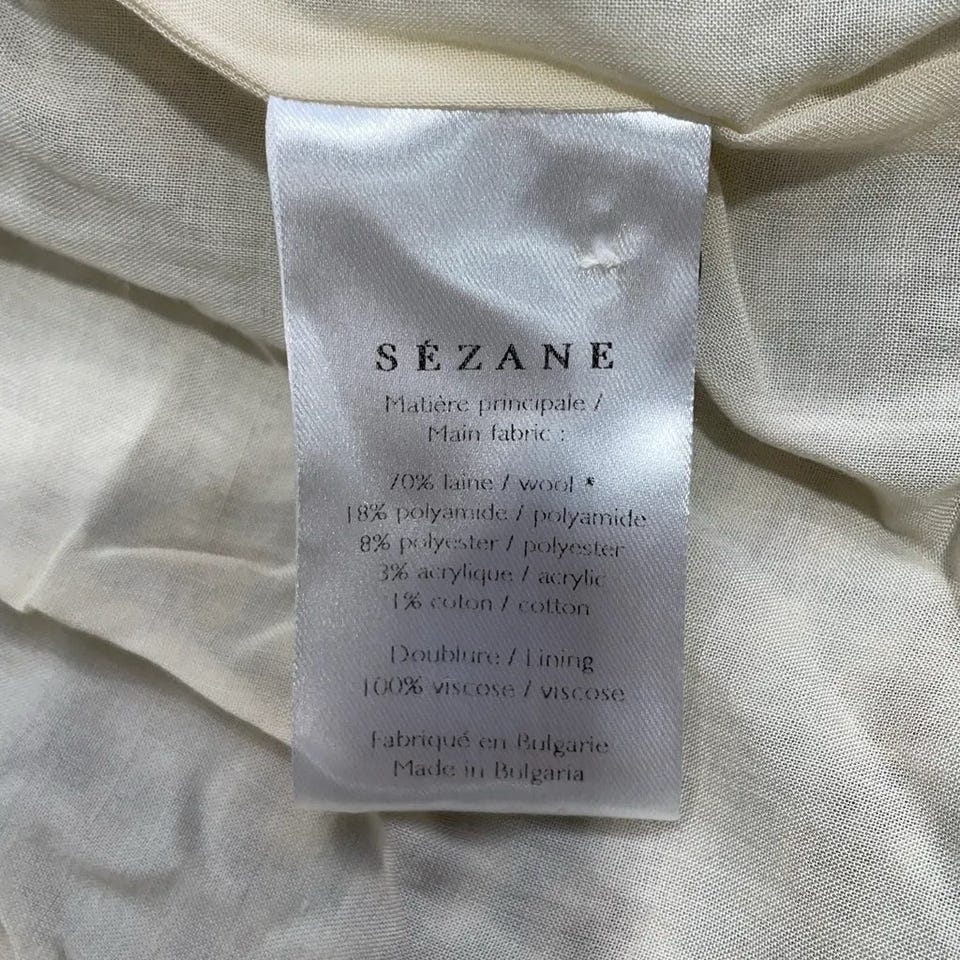 SÉZANE
Matière principale /
Main fabric :
70% laine / wool *
18% polyamide / polyamide
8% polyester / polyester
3% acrylique / acrylic
1% coton / cotton
Doublure / Lining
100% viscose / viscose
Fabriqué en Bulgarie
Made in Bulgaria